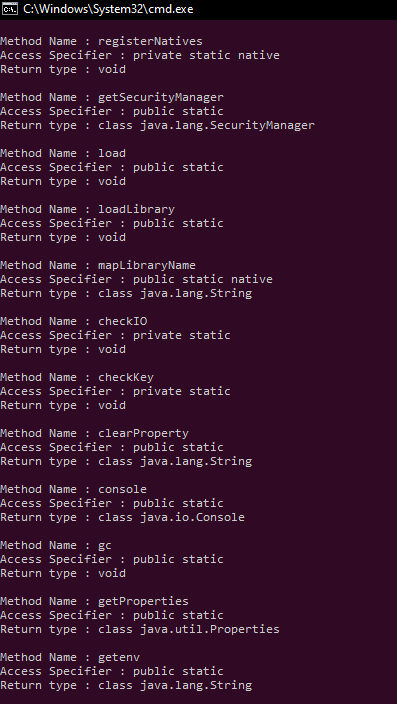 C:\Windows\System32\cmd.exe
Method Name : registerNatives
Access Specifier : private static native
Return type : void
Method Name : getSecurityManager
Access Specifier : public static
Return type : class java.lang.SecurityManager
Method Name : load
Access Specifier : public static
Return type : void
Method Name : loadLibrary
Access Specifier : public static
Return type : void
Method Name : mapLibraryName
Access Specifier : public static native
Return type : class java.lang.String
Method Name : checkIO
Access Specifier : private static
Return type : void
Method Name : checkKey
Access Specifier : private static
Return type : void
Method Name : clearProperty
Access Specifier : public static
Return type : class java.lang.String
Method Name : console
Access Specifier : public static
Return type : class java.io.Console
Method Name : gc
Access Specifier : public static
Return type : void
Method Name : getProperties
Access Specifier : public static
Return type : class java.util.Properties
Method Name : getenv
Access Specifier : public static
Return type : class java.lang.String